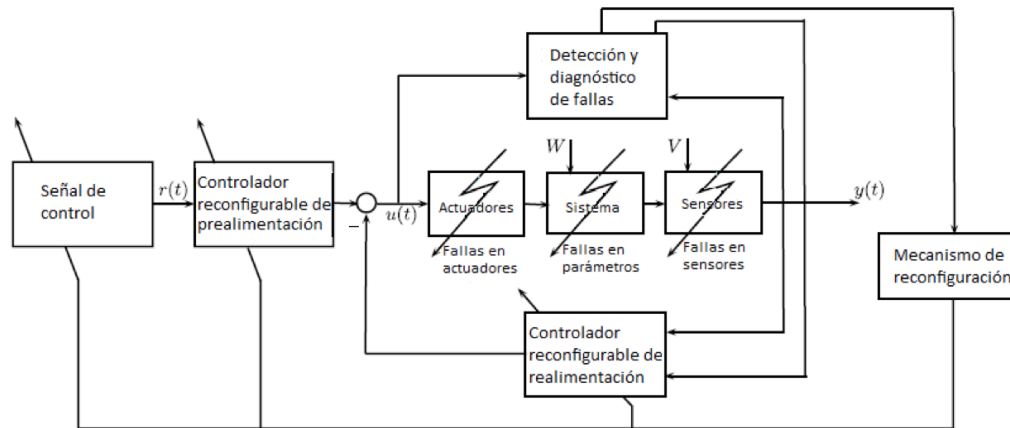 Detección y
diagnóstico
de fallas
W
V
Señal de
control
r(t)
Controlador
reconfigurable de
prealimentación
−
u(t)
Actuadores
Sistema
Sensores
y(t)
Fallas en
actuadores
Fallas en
parámetros
Fallas en
sensores
Mecanismo de
reconfiguración
Controlador
reconfigurable de
realimentación